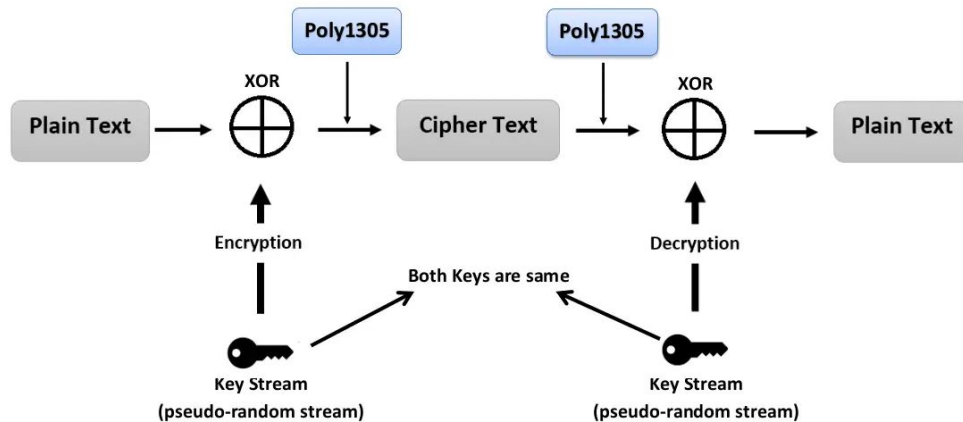 Poly1305
Poly1305
XOR
XOR
Plain Text
Cipher Text
Plain Text
Encryption
Decryption
Both Keys are same
Key Stream
(pseudo-random stream)
Key Stream
(pseudo-random stream)